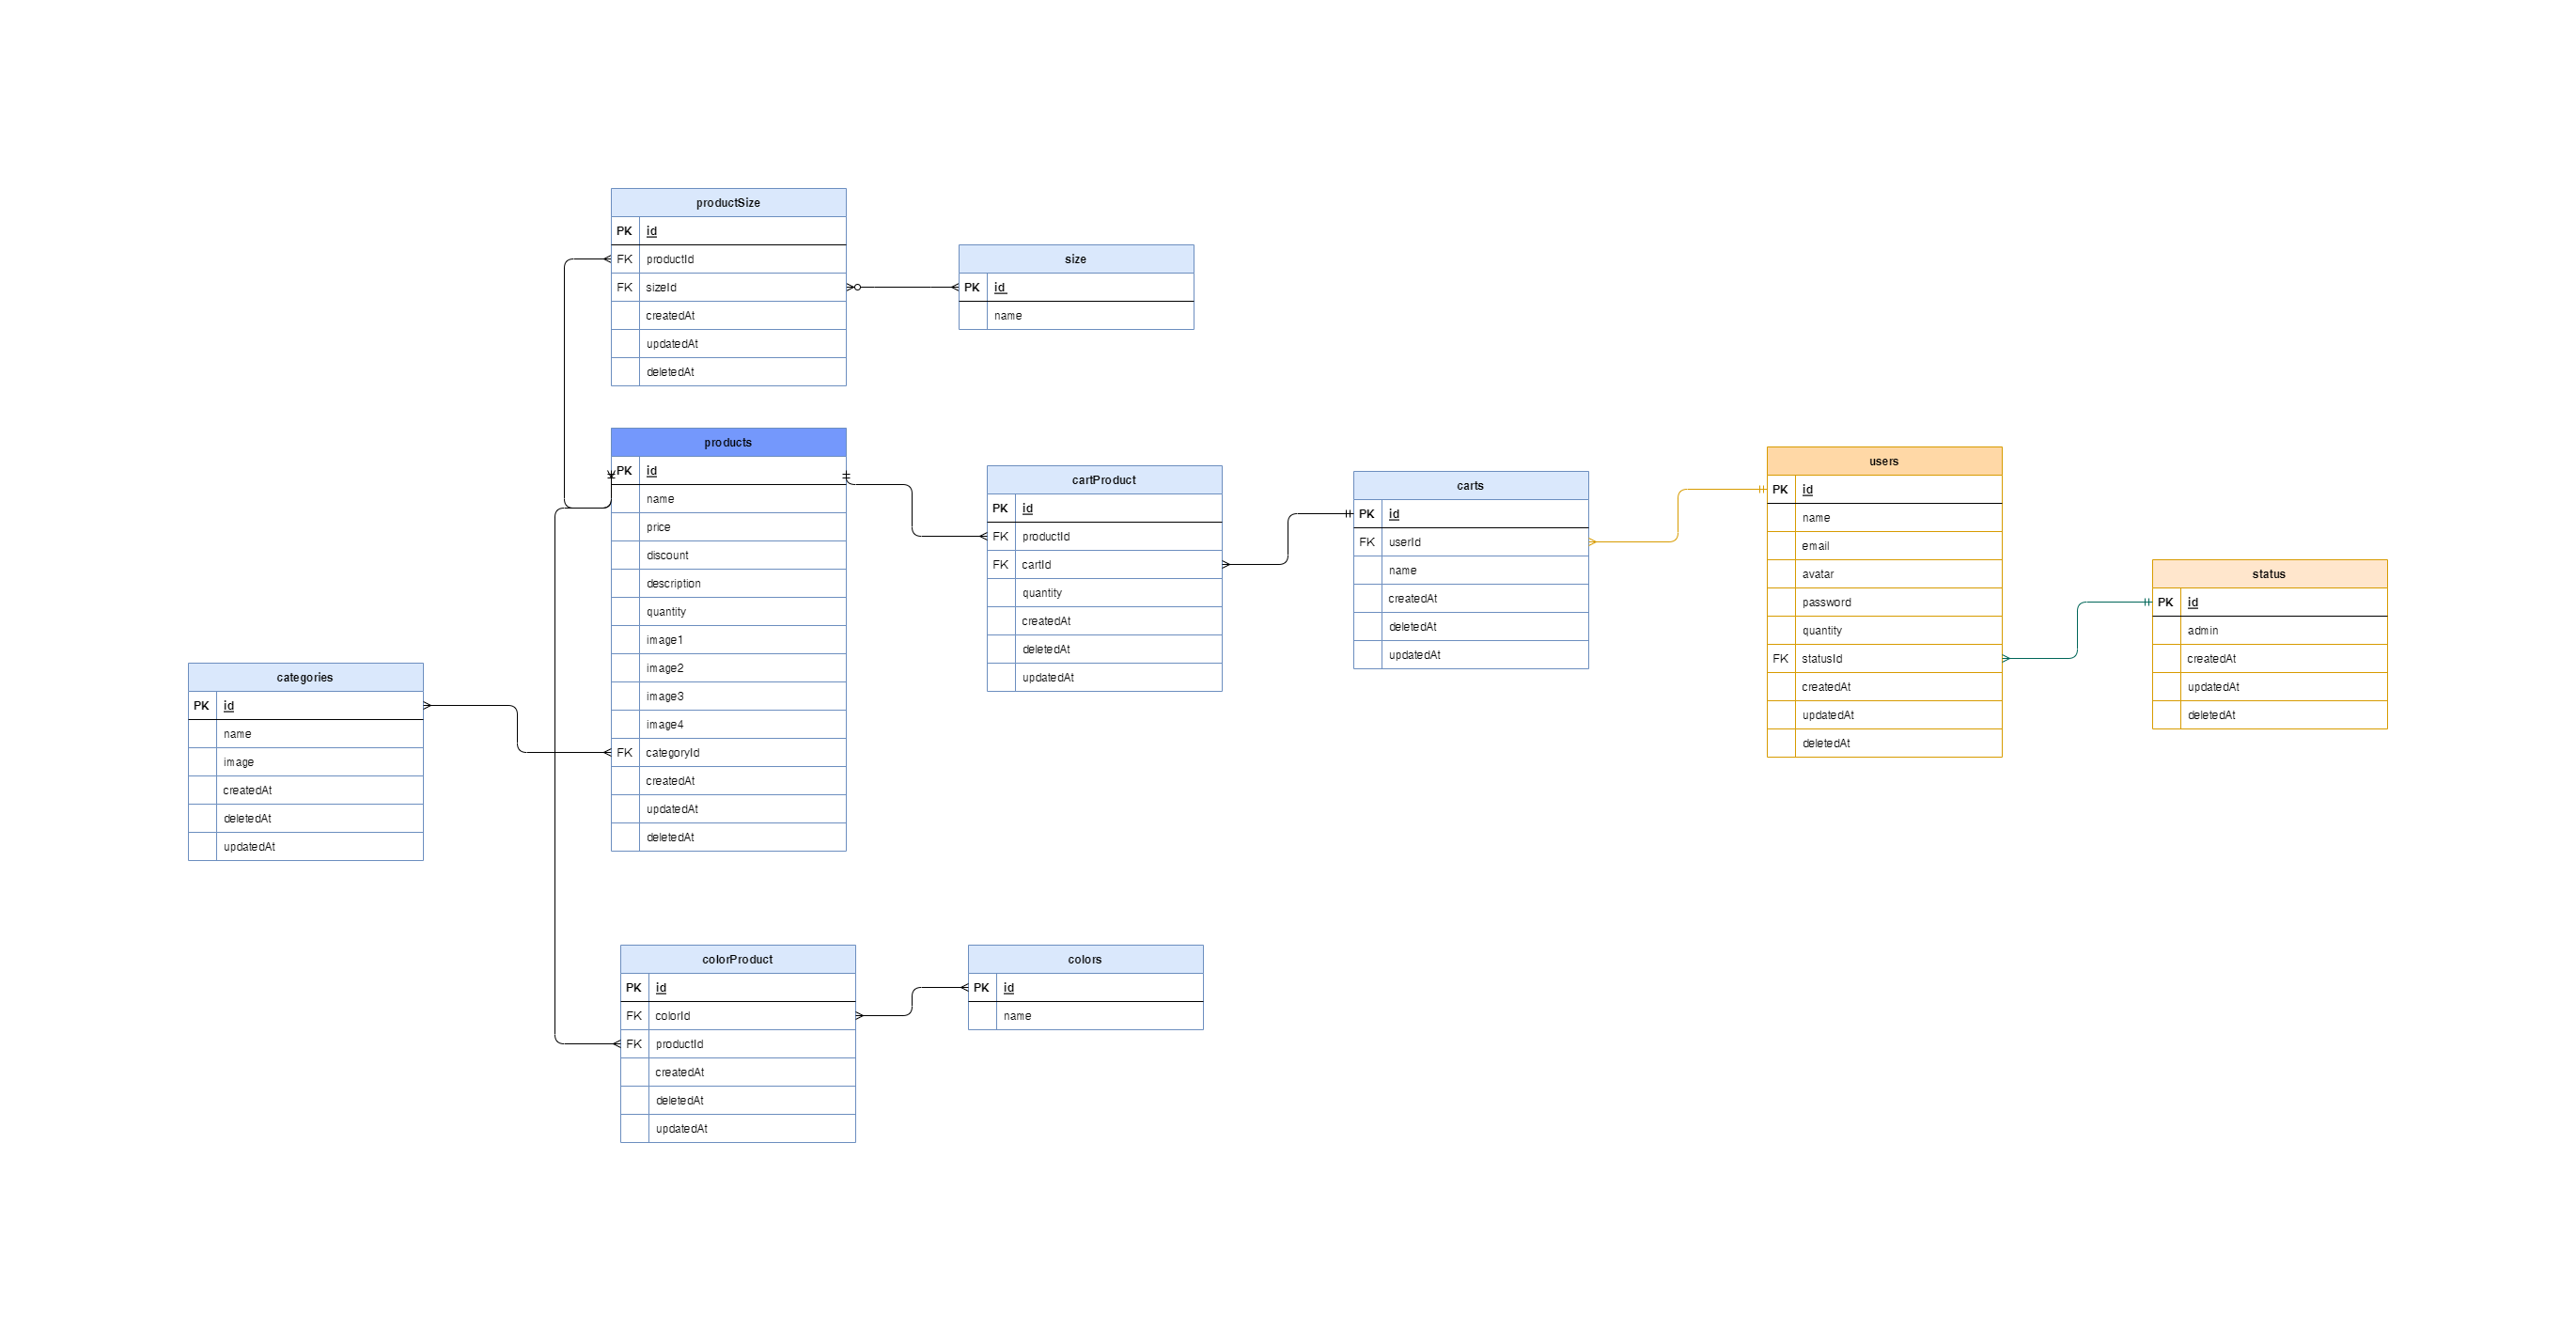 productSize
PK id
FK productId
FK sizeId
createdAt
updatedAt
deletedAt
size
PK id
name
products
PK id
name
price
discount
description
quantity
image1
image2
image3
image4
FK categoryId
createdAt
updatedAt
deletedAt
cartProduct
PK id
FK productId
FK cartId
quantity
createdAt
deletedAt
updatedAt
carts
PK id
FK userId
name
createdAt
deletedAt
updatedAt
users
PK id
name
email
avatar
password
quantity
FK statusId
createdAt
updatedAt
deletedAt
status
PK id
admin
createdAt
updatedAt
deletedAt
categories
PK id
name
image
createdAt
deletedAt
updatedAt
colorProduct
PK id
FK colorId
FK productId
createdAt
deletedAt
updatedAt
colors
PK id
name